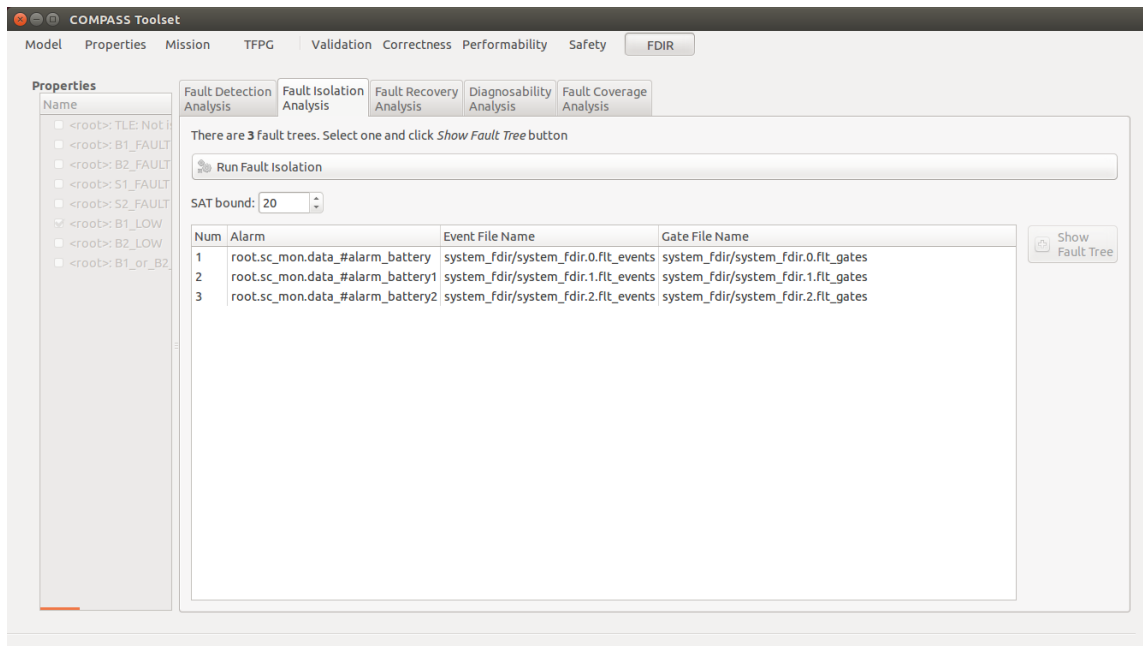 COMPASS Toolset
Model Properties Mission TFPG Validation Correctness Performability Safety FDIR
Properties
Name
<root>: TLE: Not i
<root>: B1_FAULT
<root>: B2_FAULT
<root>: S1_FAULT
<root>: S2_FAULT
<root>: B1_LOW
<root>: B2_LOW
<root>: B1_or_B2_
Fault Detection Analysis
Fault Isolation Analysis
Fault Recovery Analysis
Diagnosability Analysis
Fault Coverage Analysis
There are 3 fault trees. Select one and click Show Fault Tree button
Run Fault Isolation
SAT bound: 20
Num Alarm Event File Name Gate File Name
1 root.sc_mon.data_#alarm_battery system_fdir/system_fdir.0.flt_events system_fdir/system_fdir.0.flt_gates
2 root.sc_mon.data_#alarm_battery1 system_fdir/system_fdir.1.flt_events system_fdir/system_fdir.1.flt_gates
3 root.sc_mon.data_#alarm_battery2 system_fdir/system_fdir.2.flt_events system_fdir/system_fdir.2.flt_gates
Show
Fault Tree